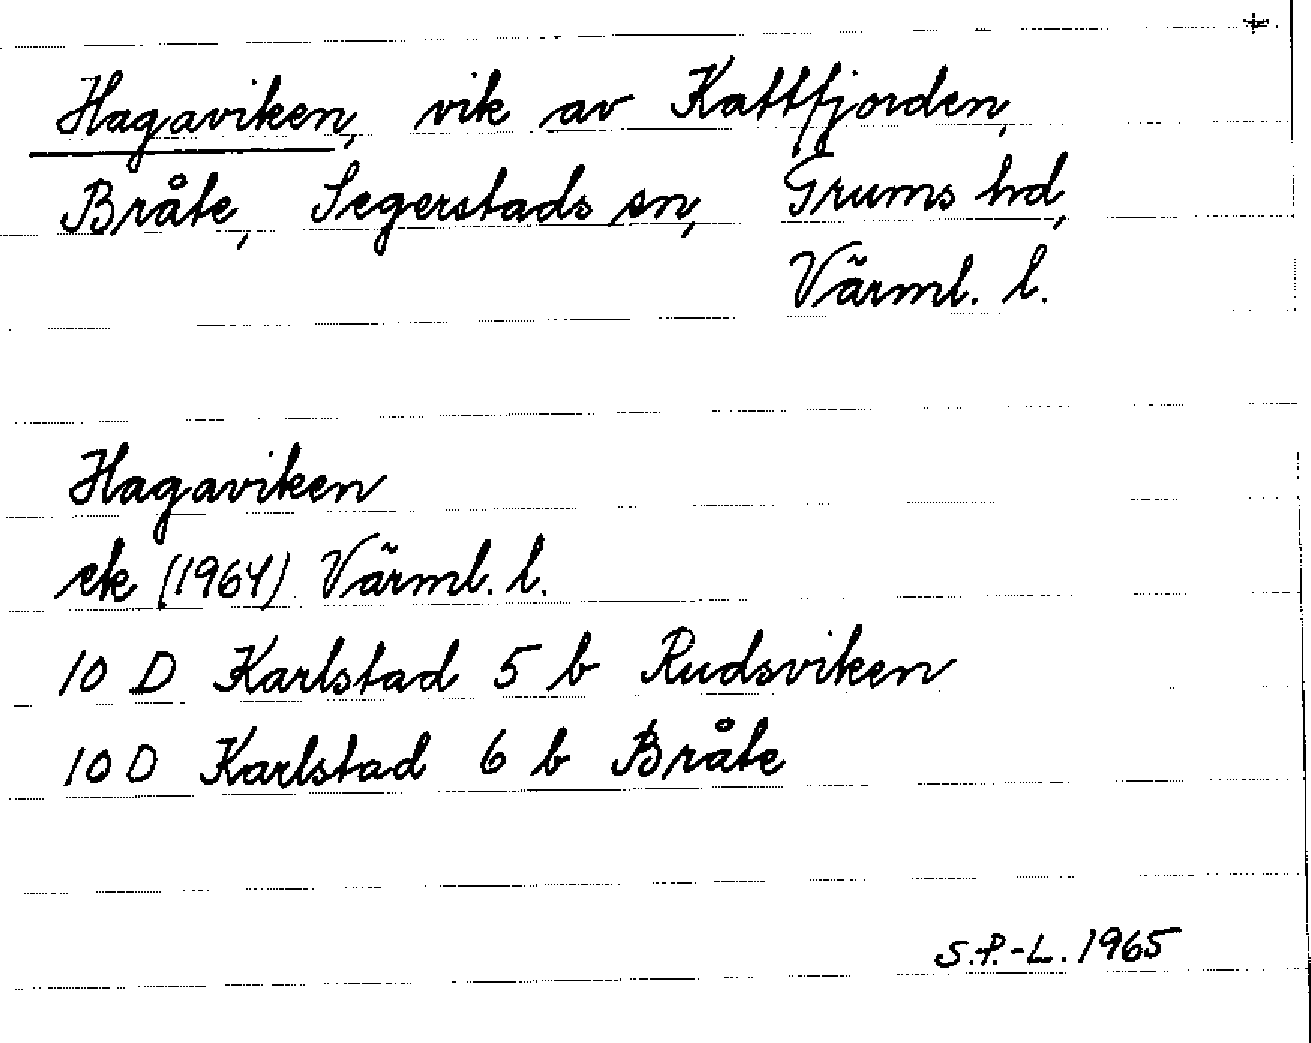 +
Hagaviken, vik av Kattfjorden,
Bråte, Segerstads sn, Grums hd,
Värml. l.
Hagaviken
ek (1964) Värml. l.
10 D Karlstad 5 b Rudsviken
10 D Karlstad 6 b Bråte
S.P.-L. 1965